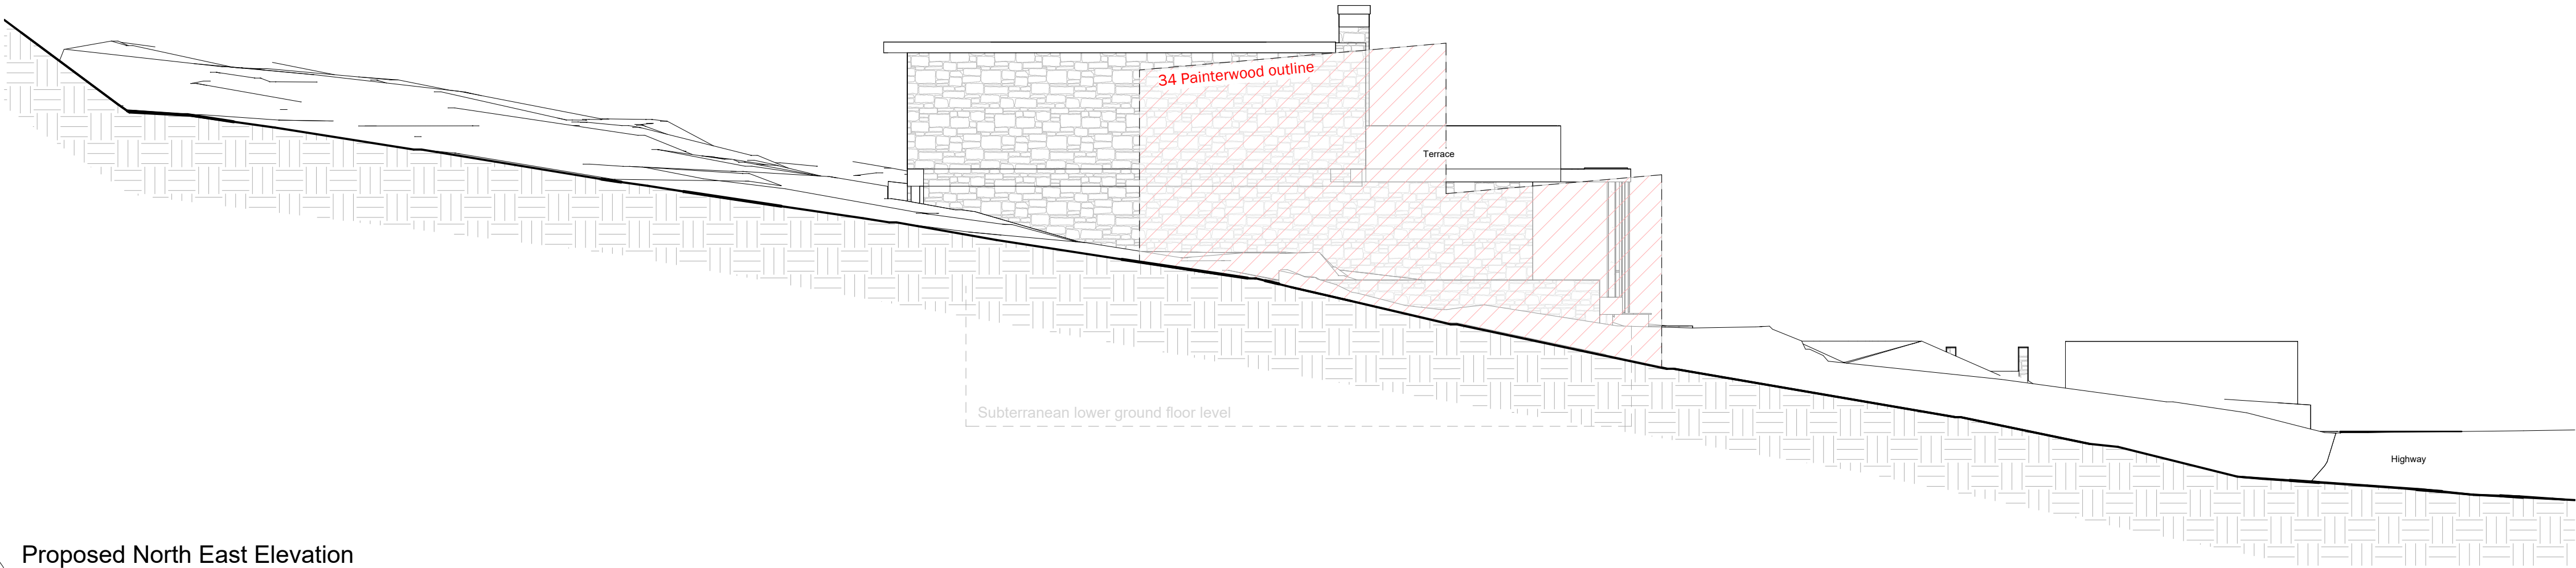 34 Painterwood outline
Terrace
Subterranean lower ground floor level
Highway
Proposed North East Elevation